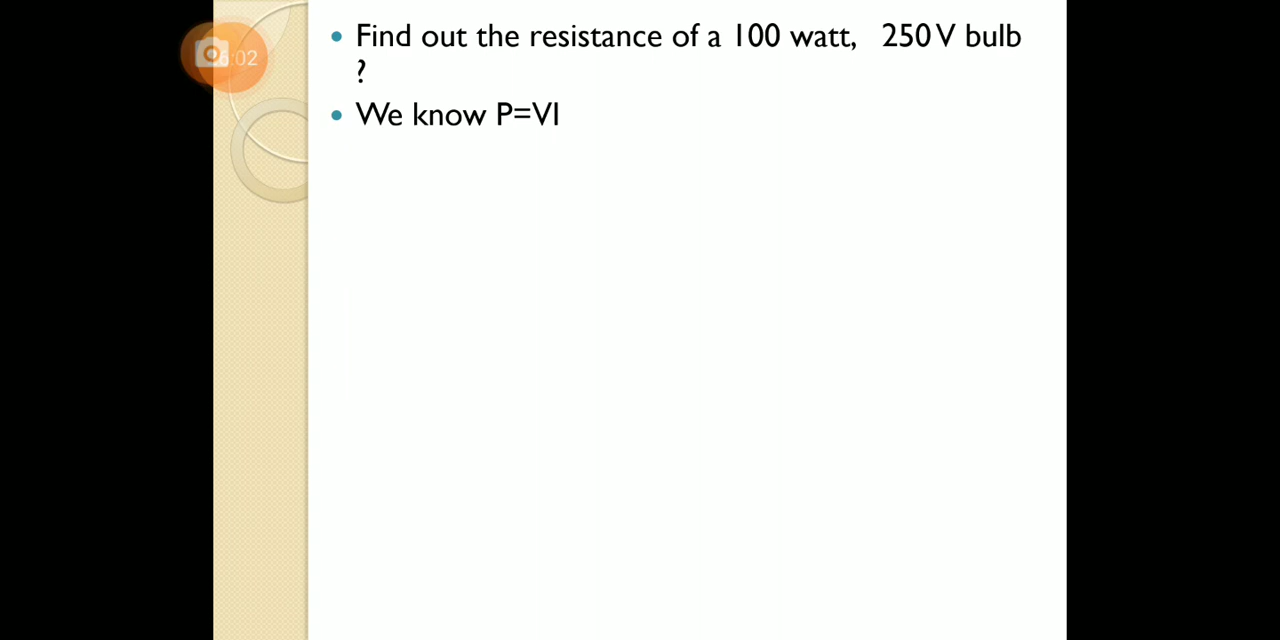 Find out the resistance of a 100 watt, 250 V bulb
?
We know P=VI